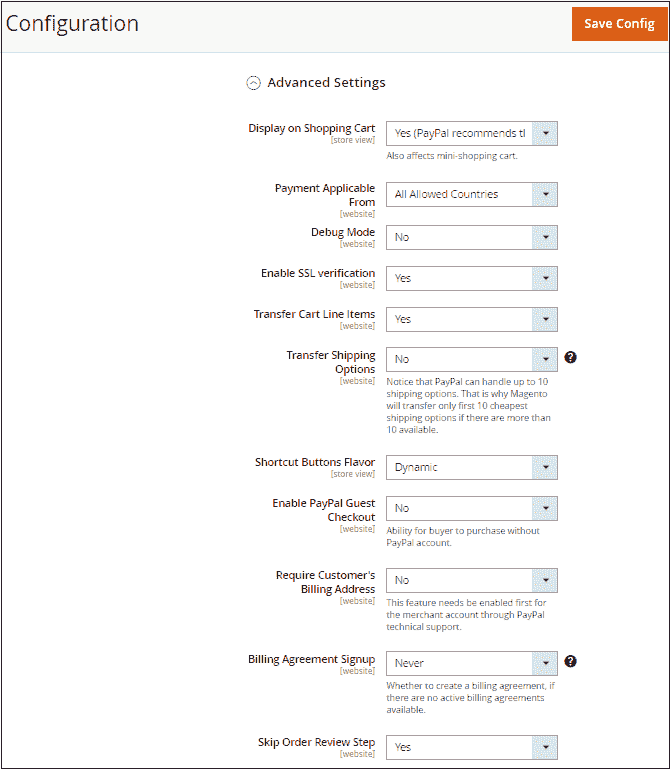 Configuration
Save Config
Advanced Settings
Display on Shopping Cart
[store view]
Yes (PayPal recommends tl
Also affects mini-shopping cart.
Payment Applicable
From
[website]
All Allowed Countries
Debug Mode
[website]
No
Enable SSL verification
[website]
Yes
Transfer Cart Line Items
[website]
Yes
Transfer Shipping
Options
[website]
No
?
Notice that PayPal can handle up to 10
shipping options. That is why Magento
will transfer only first 10 cheapest
shipping options if there are more than
10 available.
Shortcut Buttons Flavor
[store view]
Dynamic
Enable PayPal Guest
Checkout
[website]
No
Ability for buyer to purchase without
PayPal account.
Require Customer's
Billing Address
[website]
No
This feature needs be enabled first for
the merchant account through PayPal
technical support.
Billing Agreement Signup
[website]
Never
?
Whether to create a billing agreement, if
there are no active billing agreements
available.
Skip Order Review Step
[website]
Yes